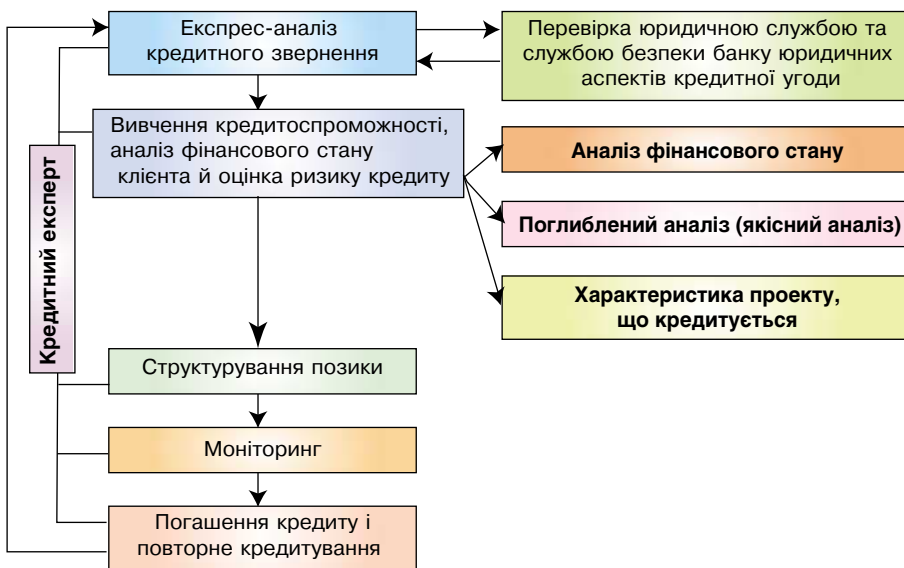 Експрес-аналіз
кредитного звернення
Перевірка юридичною службою та
службою безпеки банку юридичних
аспектів кредитної угоди
Вивчення кредитоспроможності,
аналіз фінансового стану
клієнта й оцінка ризику кредиту
Аналіз фінансового стану
Поглиблений аналіз (якісний аналіз)
Характеристика проекту,
що кредитується
Кредитний експерт
Структурування позики
Моніторинг
Погашення кредиту і
повторне кредитування